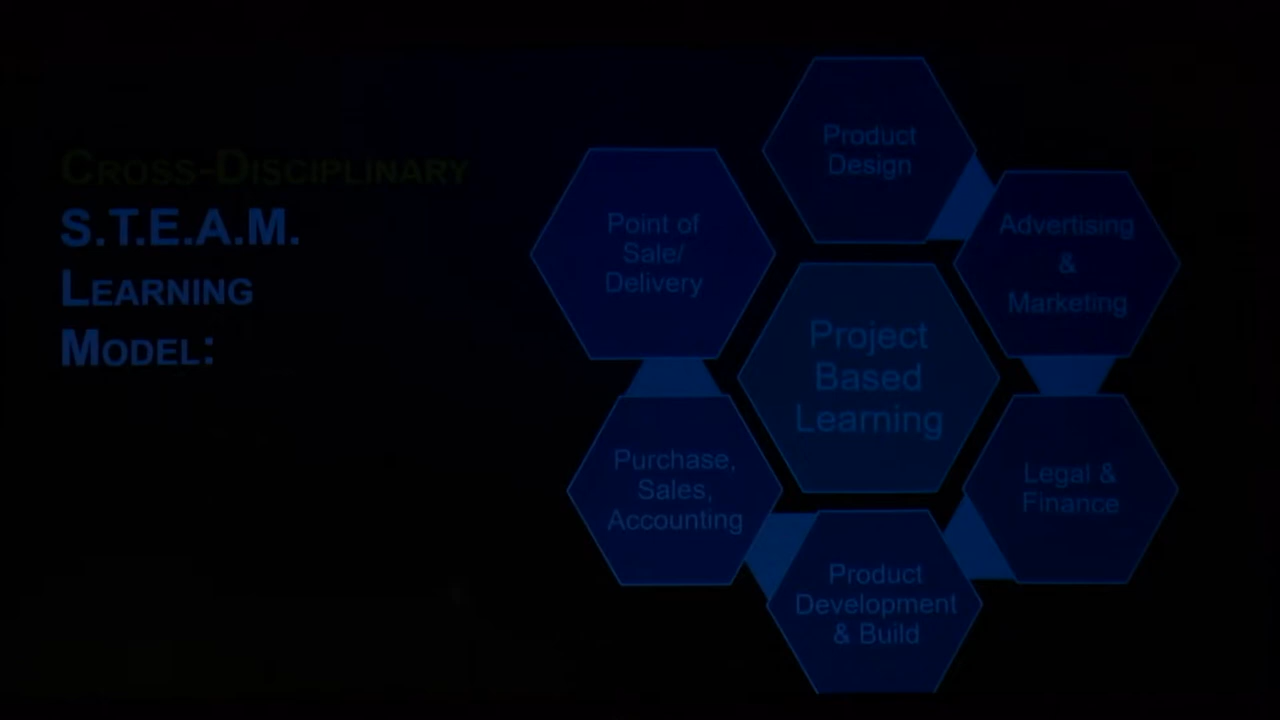 Cross-Disciplinary
S.T.E.A.M.
Learning
Model:
Product
Design
Advertising
&
Marketing
Legal &
Finance
Product
Development
& Build
Purchase,
Sales,
Accounting
Point of
Sale/
Delivery
Project
Based
Learning